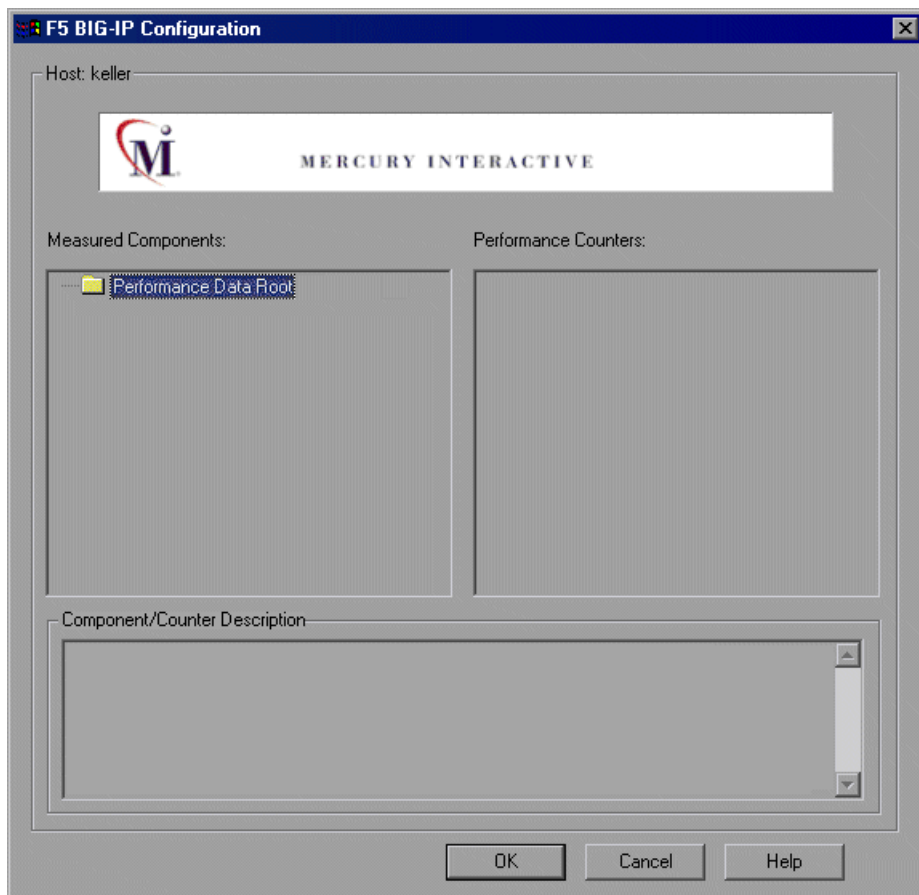 F5 BIG-IP Configuration
Host: keller
M
MERCURY INTERACTIVE
Measured Components:
Performance Counters:
Performance Data Root
Component/Counter Description
OK
Cancel
Help